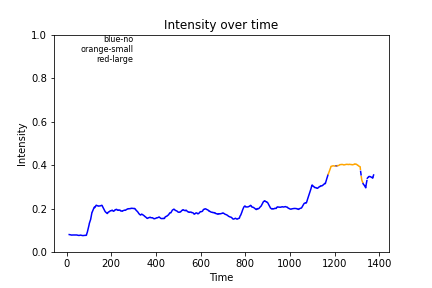 Intensity over time
blue-no
orange-small
red-large
Intensity
1.0
0.8
0.6
0.4
0.2
0.0
0 200 400 600 800 1000 1200 1400
Time